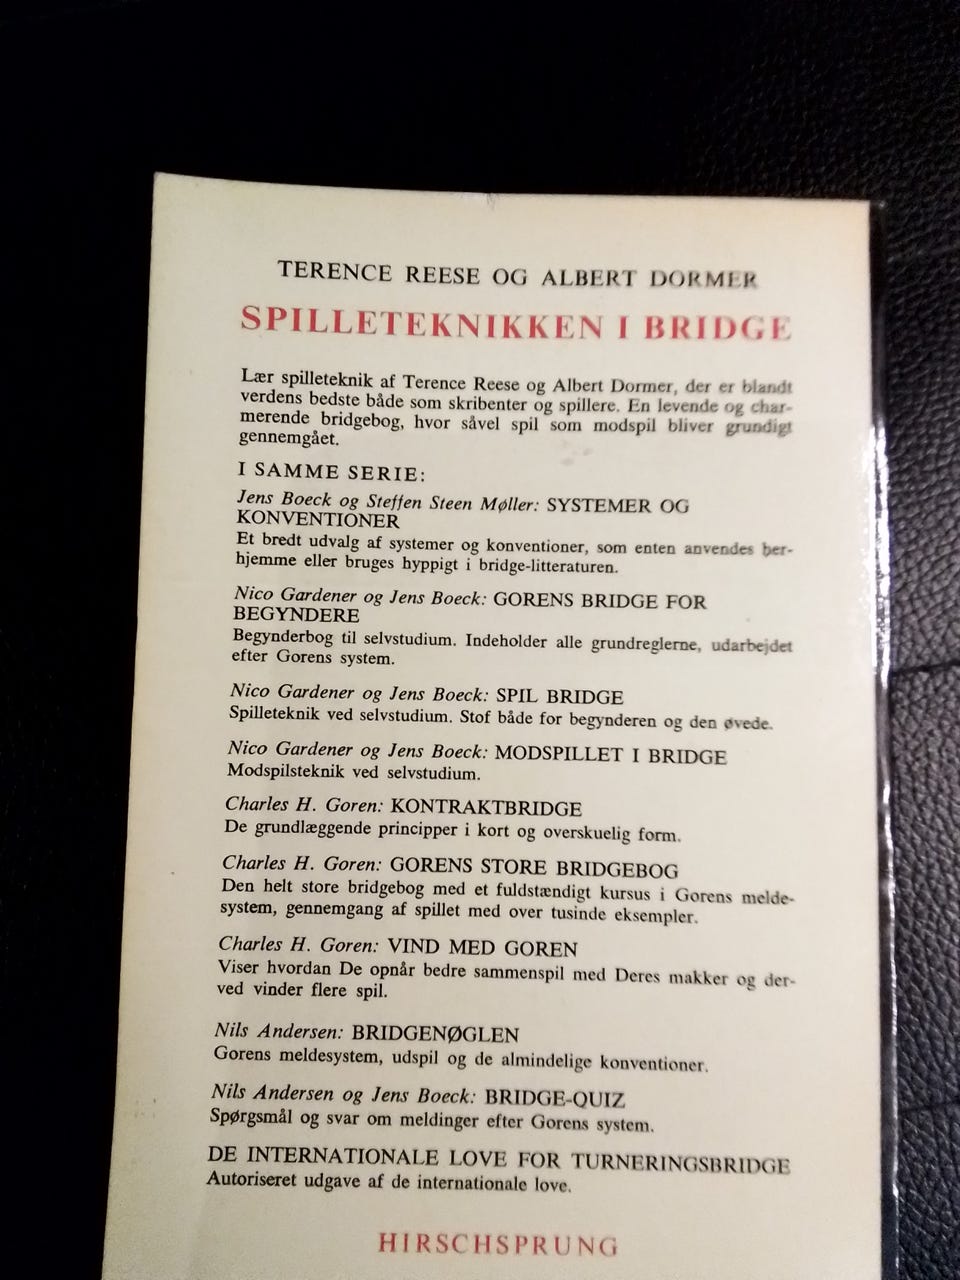 TERENCE REESE OG ALBERT DORMER
SPILLETEKNIKKEN I BRIDGE
Lær spilleteknik af Terence Reese og Albert Dormer, der er blandt
verdens bedste både som skribenter og spillere. En levende og char-
merende bridgebog, hvor såvel spil som modspil bliver grundigt
gennemgået.
I SAMME SERIE:
Jens Boeck og Steffen Steen Møller: SYSTEMER OG
KONVENTIONER
Et bredt udvalg af systemer og konventioner, som enten anvendes her-
hjemme eller bruges hyppigt i bridge-litteraturen.
Nico Gardener og Jens Boeck: GORENS BRIDGE FOR
BEGYNDERE
Begynderbog til selvstudium. Indeholder alle grundreglerne, udarbejdet
efter Gorens system.
Nico Gardener og Jens Boeck: SPIL BRIDGE
Spilleteknik ved selvstudium. Stof både for begynderen og den øvede.
Nico Gardener og Jens Boeck: MODSPILLET I BRIDGE
Modspilsteknik ved selvstudium.
Charles H. Goren: KONTRAKTBRIDGE
De grundlæggende principper i kort og overskuelig form.
Charles H. Goren: GORENS STORE BRIDGEBOG
Den helt store bridgebog med et fuldstændigt kursus i Gorens melde-
system, gennemgang af spillet med over tusinde eksempler.
Charles H. Goren: VIND MED GOREN
Viser hvordan De opnår bedre sammenspil med Deres makker og der-
ved vinder flere spil.
Nils Andersen: BRIDGENØGLEN
Gorens meldesystem, udspil og de almindelige konventioner.
Nils Andersen og Jens Boeck: BRIDGE-QUIZ
Spørgsmål og svar om meldinger efter Gorens system.
DE INTERNATIONALE LOVE FOR TURNERINGSBRIDGE
Autoriseret udgave af de internationale love.
HIRSCHSPRUNG